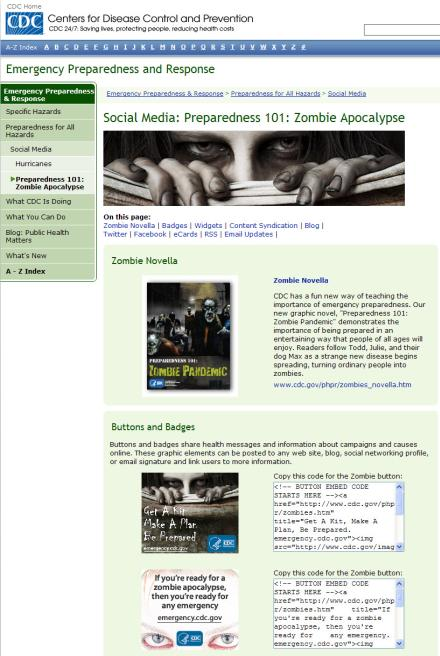 CDC Home
CDC
Centers for Disease Control and Prevention
CDC 24/7: Saving lives, protecting people, reducing health costs
A-Z Index A B C D E F G H I J K L M N O P Q R S T U V W X Y Z #
Emergency Preparedness and Response
Emergency Preparedness
& Response
Specific Hazards
Preparedness for All
Hazards
Social Media
Hurricanes
Preparedness 101:
Zombie Apocalypse
What CDC Is Doing
What You Can Do
Blog: Public Health
Matters
What's New
A - Z Index
Emergency Preparedness & Response > Preparedness for All Hazards > Social Media
Social Media: Preparedness 101: Zombie Apocalypse
On this page:
Zombie Novella | Badges | Widgets | Content Syndication | Blog |
Twitter | Facebook | eCards | RSS | Email Updates |
Zombie Novella
PREPAREDNESS 101:
ZOMBIE PANDEMIC
Zombie Novella
CDC has a fun new way of teaching the
importance of emergency preparedness. Our
new graphic novel, "Preparedness 101:
Zombie Pandemic" demonstrates the
importance of being prepared in an
entertaining way that people of all ages will
enjoy. Readers follow Todd, Julie, and their
dog Max as a strange new disease begins
spreading, turning ordinary people into
zombies.
www.cdc.gov/phpr/zombies_novella.htm
Buttons and Badges
Buttons and badges share health messages and information about campaigns and causes
online. These graphic elements can be posted to any web site, blog, social networking profile,
or email signature and link users to more information.
Get A Kit
Make A Plan
Be Prepared
emergency.cdc.gov
CDC
Copy this code for the Zombie button:
<!-- BUTTON EMBED CODE
STARTS HERE --><a
href="http://www.cdc.gov/php
r/zombies.htm"
title="Get A Kit, Make A
Plan, Be Prepared.
emergency.cdc.gov"><img
src="http://www.cdc.gov/imag
If you're ready for a
zombie apocalypse,
then you're ready for
any emergency
emergency.cdc.gov
CDC
Copy this code for the Zombie button:
<!-- BUTTON EMBED CODE
STARTS HERE --><a
href="http://www.cdc.gov/php
r/zombies.htm" title="If
you're ready for a zombie
apocalypse, then you're
ready for any emergency.
emergency.cdc.gov"><img